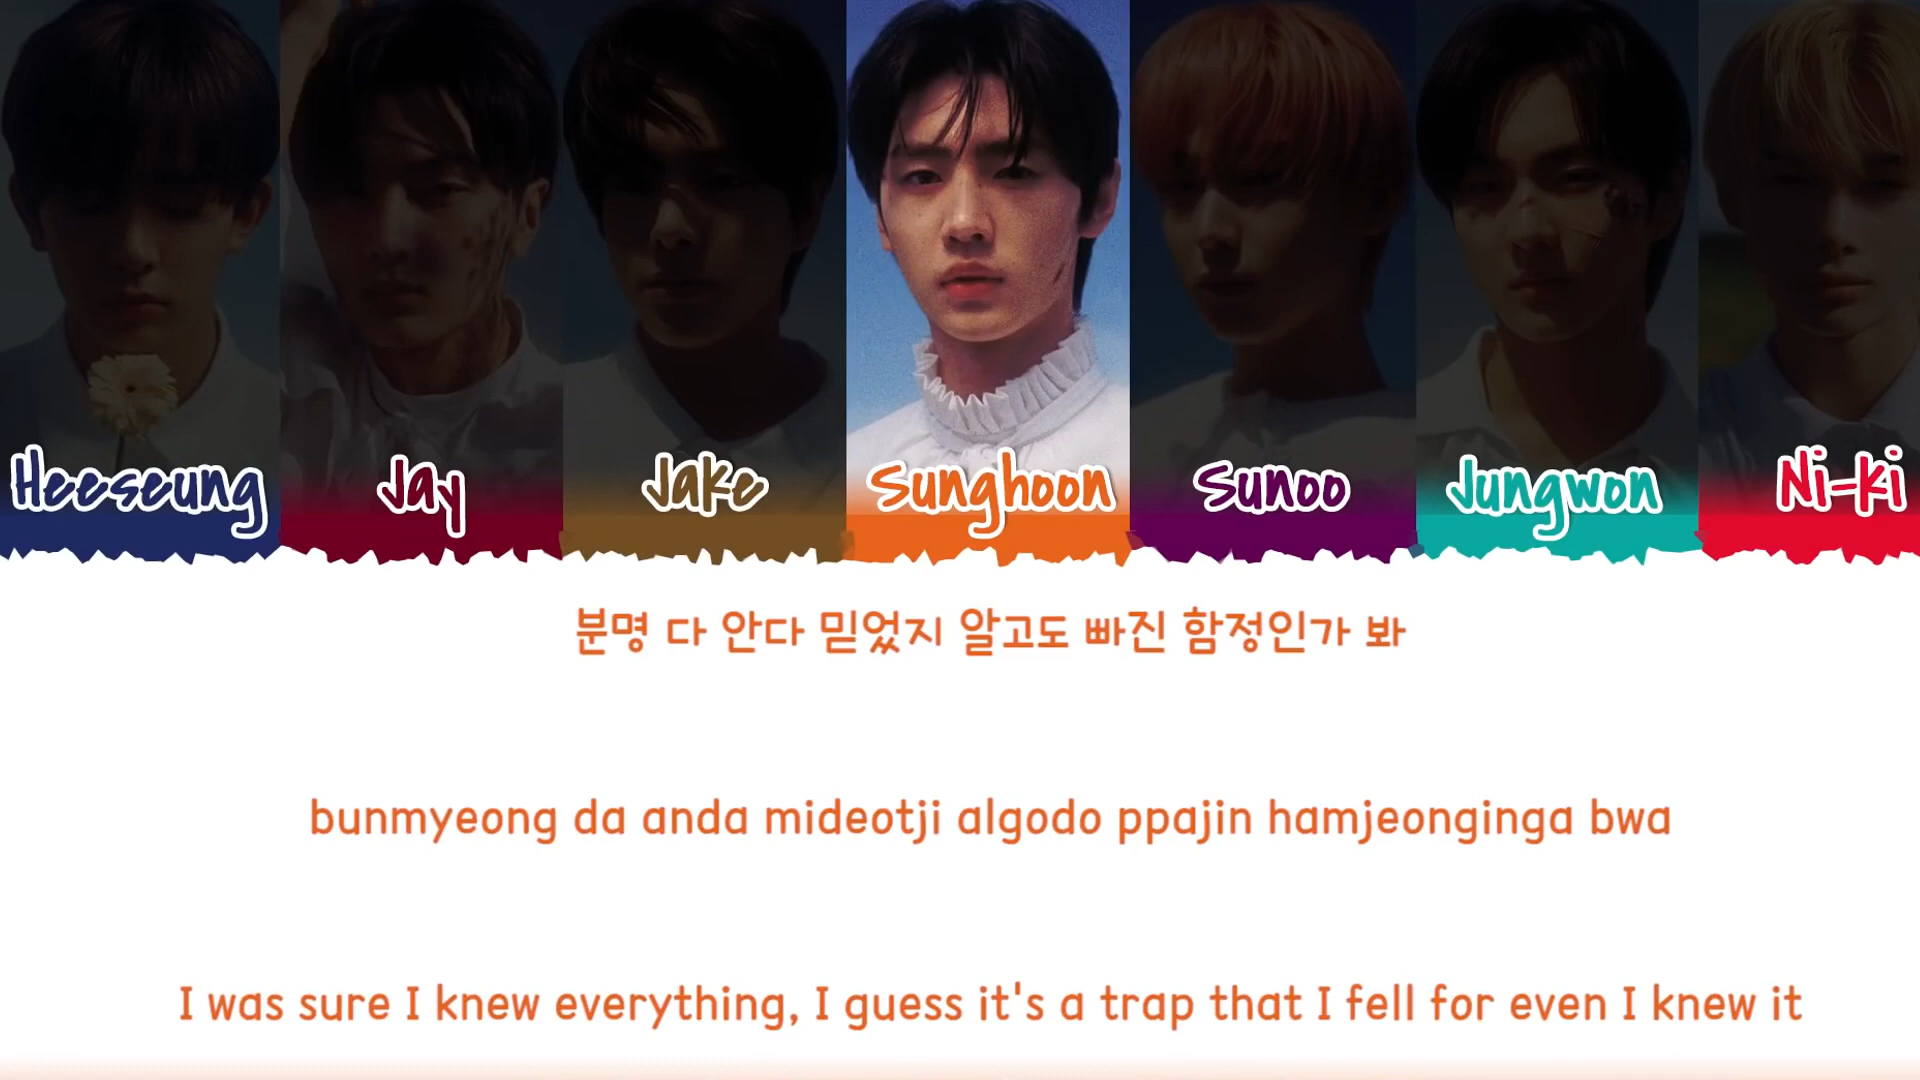 Heeseung Jay Jake Sunghoon Sunoo Jungwon Ni-ki
분명 다 안다 믿었지 알고도 빠진 함정인가 봐
bunmyeong da anda mideotji algodo ppajin hamjeonginga bwa
I was sure I knew everything, I guess it's a trap that I fell for even I knew it